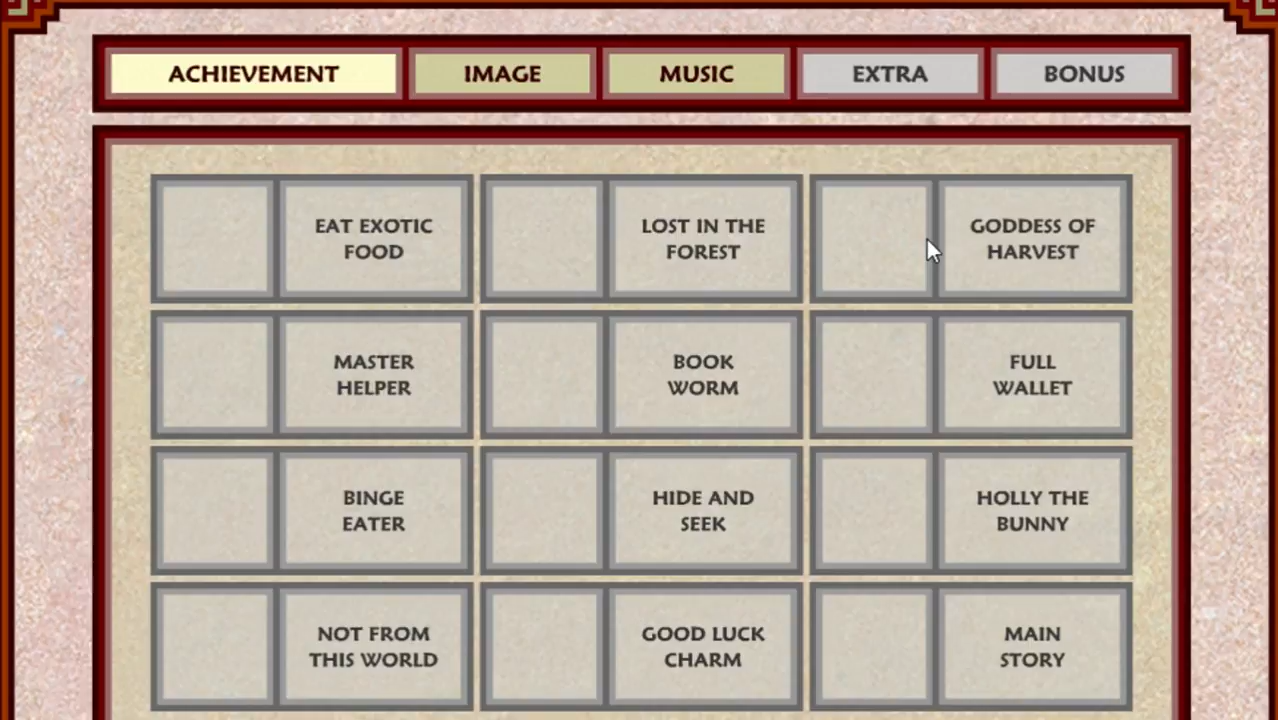 ACHIEVEMENT IMAGE MUSIC EXTRA BONUS
EAT EXOTIC
FOOD
LOST IN THE
FOREST
GODDESS OF
HARVEST
MASTER
HELPER
BOOK
WORM
FULL
WALLET
BINGE
EATER
HIDE AND
SEEK
HOLLY THE
BUNNY
NOT FROM
THIS WORLD
GOOD LUCK
CHARM
MAIN
STORY